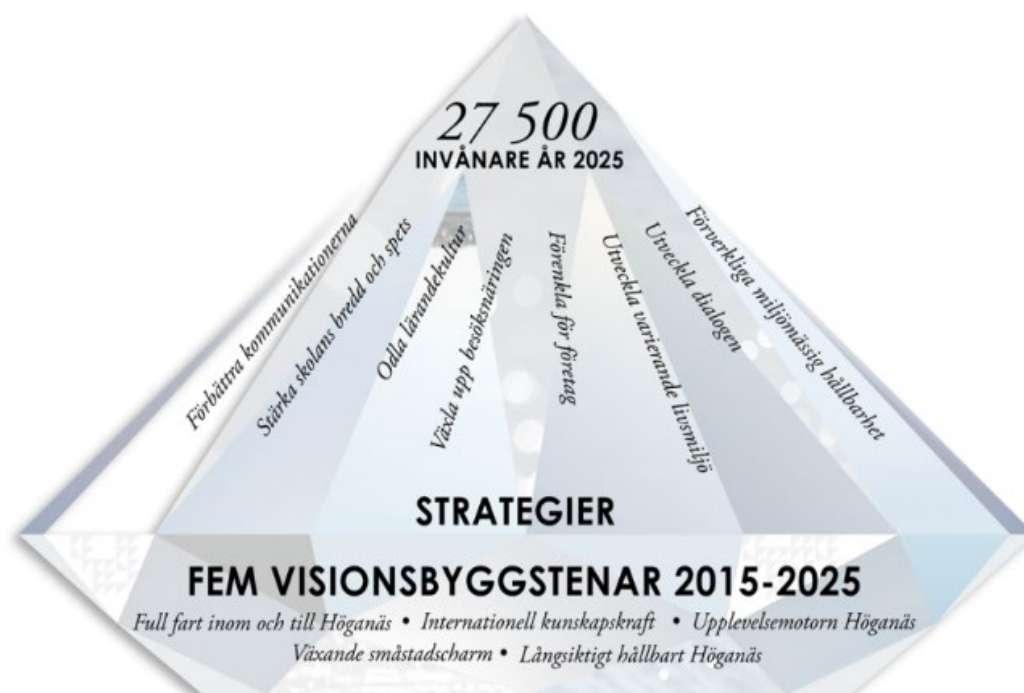 27 500
INVÅNARE ÅR 2025
Förbättra kommunikationerna
Stärka skolans bredd och spets
Odla lärandekultur
Växla upp besöksnäringen
Förenkla för företag
Utveckla varierande livsmiljö
Utveckla dialogen
Förverkliga miljömässig hållbarhet
STRATEGIER
FEM VISIONSBYGGSTENAR 2015-2025
Full fart inom och till Höganäs • Internationell kunskapskraft • Upplevelsemotorn Höganäs
Växande småstadscharm • Långsiktigt hållbart Höganäs